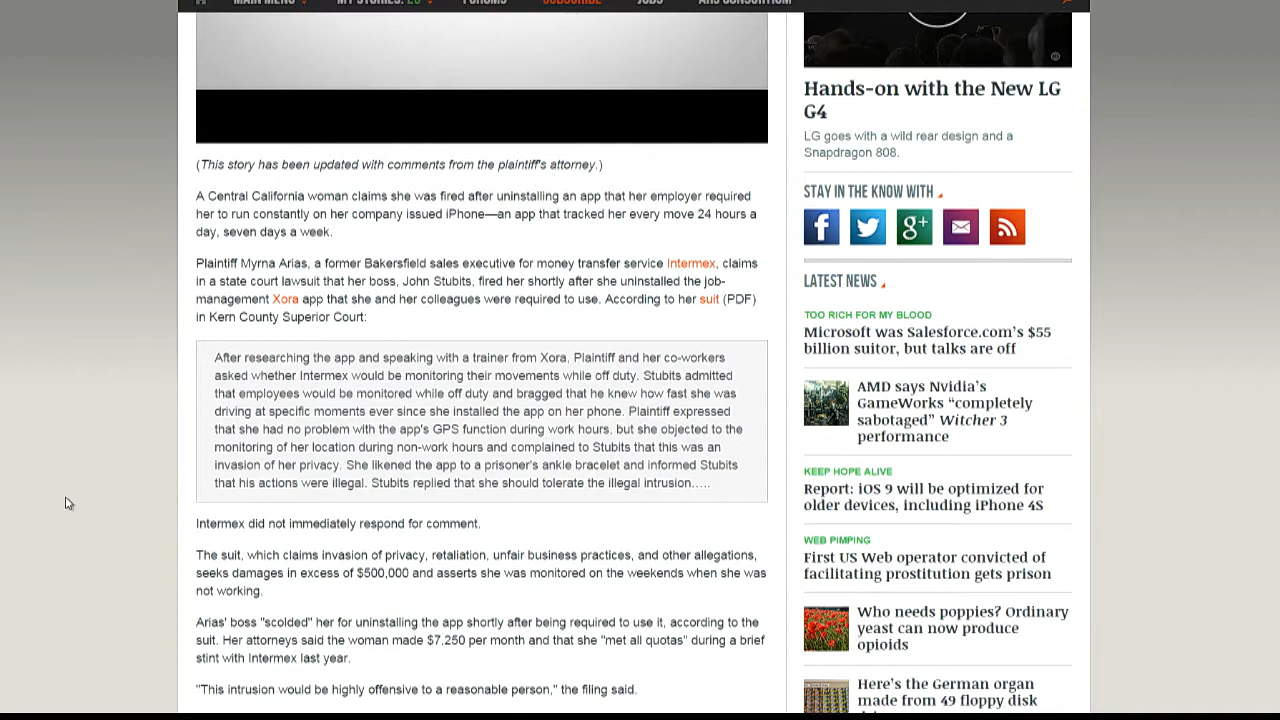 MAIN MENU MY STORIES: 25 FORUMS SUBSCRIBE JOBS ARS CONSORTIUM
(This story has been updated with comments from the plaintiff's attorney.)
A Central California woman claims she was fired after uninstalling an app that her employer required
her to run constantly on her company issued iPhone—an app that tracked her every move 24 hours a
day, seven days a week.
Plaintiff Myrna Arias, a former Bakersfield sales executive for money transfer service Intermex, claims
in a state court lawsuit that her boss, John Stubits, fired her shortly after she uninstalled the job-
management Xora app that she and her colleagues were required to use. According to her suit (PDF)
in Kern County Superior Court:
After researching the app and speaking with a trainer from Xora, Plaintiff and her co-workers
asked whether Intermex would be monitoring their movements while off duty. Stubits admitted
that employees would be monitored while off duty and bragged that he knew how fast she was
driving at specific moments ever since she installed the app on her phone. Plaintiff expressed
that she had no problem with the app's GPS function during work hours, but she objected to the
monitoring of her location during non-work hours and complained to Stubits that this was an
invasion of her privacy. She likened the app to a prisoner's ankle bracelet and informed Stubits
that his actions were illegal. Stubits replied that she should tolerate the illegal intrusion…..
Intermex did not immediately respond for comment.
The suit, which claims invasion of privacy, retaliation, unfair business practices, and other allegations,
seeks damages in excess of $500,000 and asserts she was monitored on the weekends when she was
not working.
Arias' boss "scolded" her for uninstalling the app shortly after being required to use it, according to the
suit. Her attorneys said the woman made $7,250 per month and that she "met all quotas" during a brief
stint with Intermex last year.
"This intrusion would be highly offensive to a reasonable person," the filing said.
Hands-on with the New LG
G4
LG goes with a wild rear design and a
Snapdragon 808.
STAY IN THE KNOW WITH
f
g+
LATEST NEWS
TOO RICH FOR MY BLOOD
Microsoft was Salesforce.com's $55
billion suitor, but talks are off
AMD says Nvidia's
GameWorks “completely
sabotaged” Witcher 3
performance
KEEP HOPE ALIVE
Report: iOS 9 will be optimized for
older devices, including iPhone 4S
WEB PIMPING
First US Web operator convicted of
facilitating prostitution gets prison
Who needs poppies? Ordinary
yeast can now produce
opioids
Here's the German organ
made from 49 floppy disk